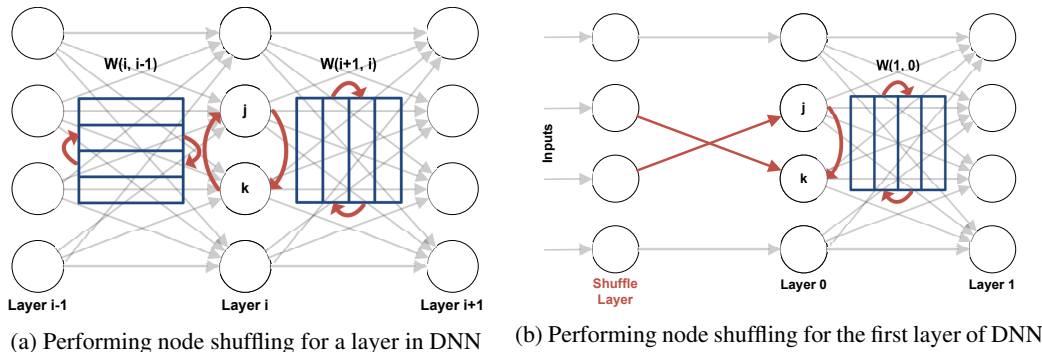 W(i, i-1)
W(i+1, i)
j
k
Layer i-1
Layer i
Layer i+1
(a) Performing node shuffling for a layer in DNN
Inputs
W(1, 0)
j
k
Shuffle
Layer
Layer 0
Layer 1
(b) Performing node shuffling for the first layer of DNN